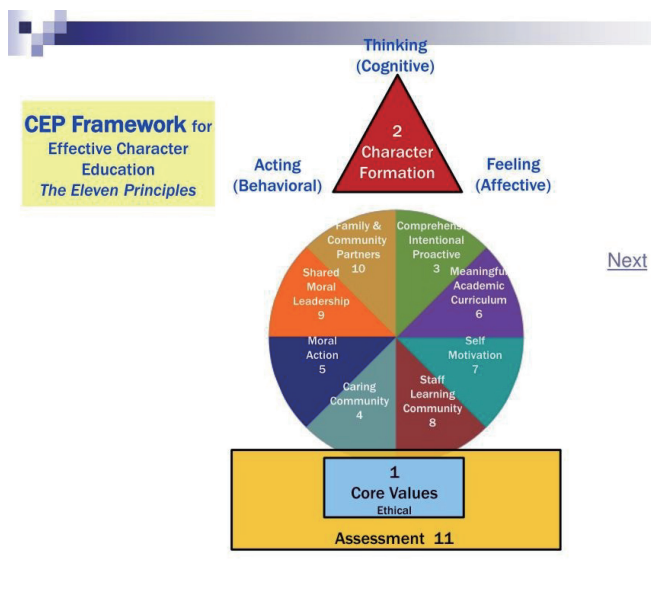 Thinking
(Cognitive)
CEP Framework for
Effective Character
Education
The Eleven Principles
2
Character
Formation
Acting
(Behavioral)
Feeling
(Affective)
Family &
Community
Partners
10
Comprehens
Intentional
Proactive
3
Meaningfu
Academic
Curriculum
6
Self
Motivation
7
Staff
Learning
Community
8
Caring
Community
4
Moral
Action
5
Shared
Moral
Leadership
9
Next
1
Core Values
Ethical
Assessment 11